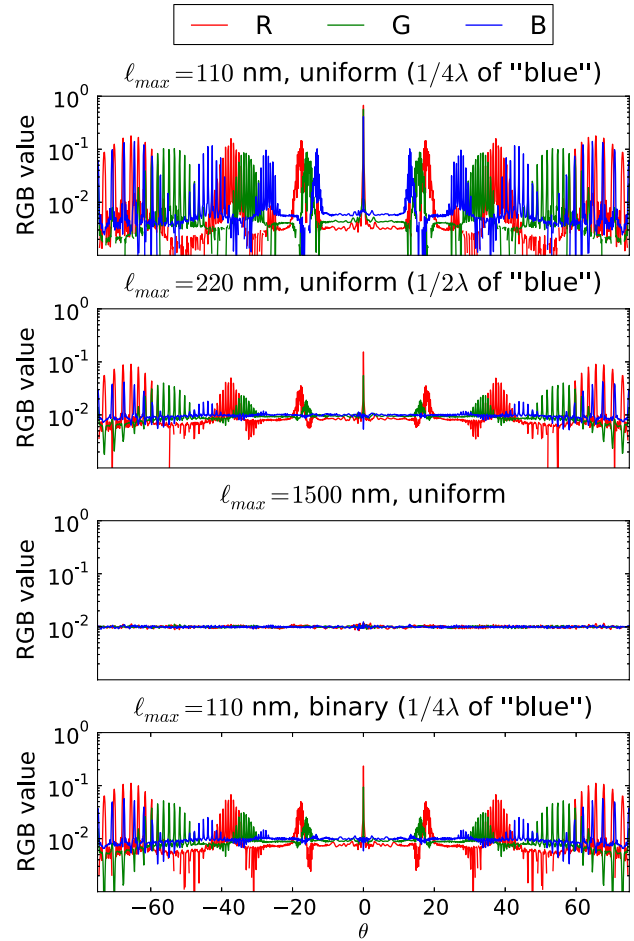 R G B
ℓmax=110 nm, uniform (1/4λ of "blue")
10^0
10^-1
10^-2
RGB value
ℓmax=220 nm, uniform (1/2λ of "blue")
10^0
10^-1
10^-2
RGB value
ℓmax=1500 nm, uniform
10^0
10^-1
10^-2
RGB value
ℓmax=110 nm, binary (1/4λ of "blue")
10^0
10^-1
10^-2
RGB value
−60 −40 −20 0 20 40 60
θ